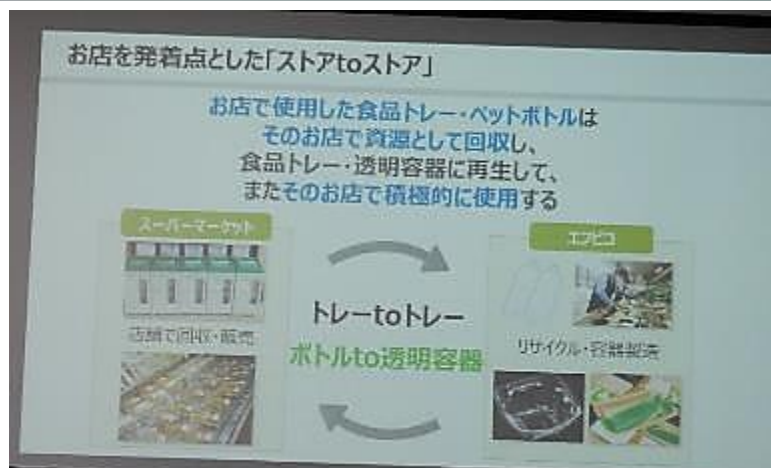 お店を発着点とした「ストアtoストア」
お店で使用した食品トレー・ペットボトルは
そのお店で資源として回収し、
食品トレー・透明容器に再生して、
またそのお店で積極的に使用する
スーパーマーケット
エフピコ
トレーtoトレー
ボトルto透明容器
店舗で回収・販売
リサイクル・容器製造